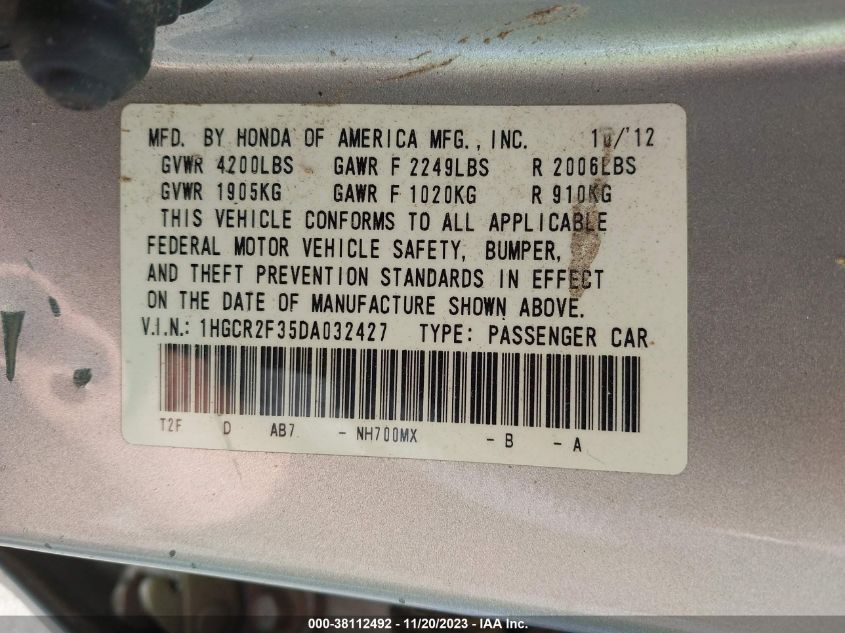 MFD. BY HONDA OF AMERICA MFG., INC. 10/'12
GVWR 4200LBS GAWR F 2249LBS R 2006LBS
GVWR 1905KG GAWR F 1020KG R 910KG
THIS VEHICLE CONFORMS TO ALL APPLICABLE
FEDERAL MOTOR VEHICLE SAFETY, BUMPER,
AND THEFT PREVENTION STANDARDS IN EFFECT
ON THE DATE OF MANUFACTURE SHOWN ABOVE.
V.I.N.: 1HGCR2F35DA032427 TYPE: PASSENGER CAR
T2F D AB7 - NH700MX - B - A
000-38112492 - 11/20/2023 - IAA Inc.